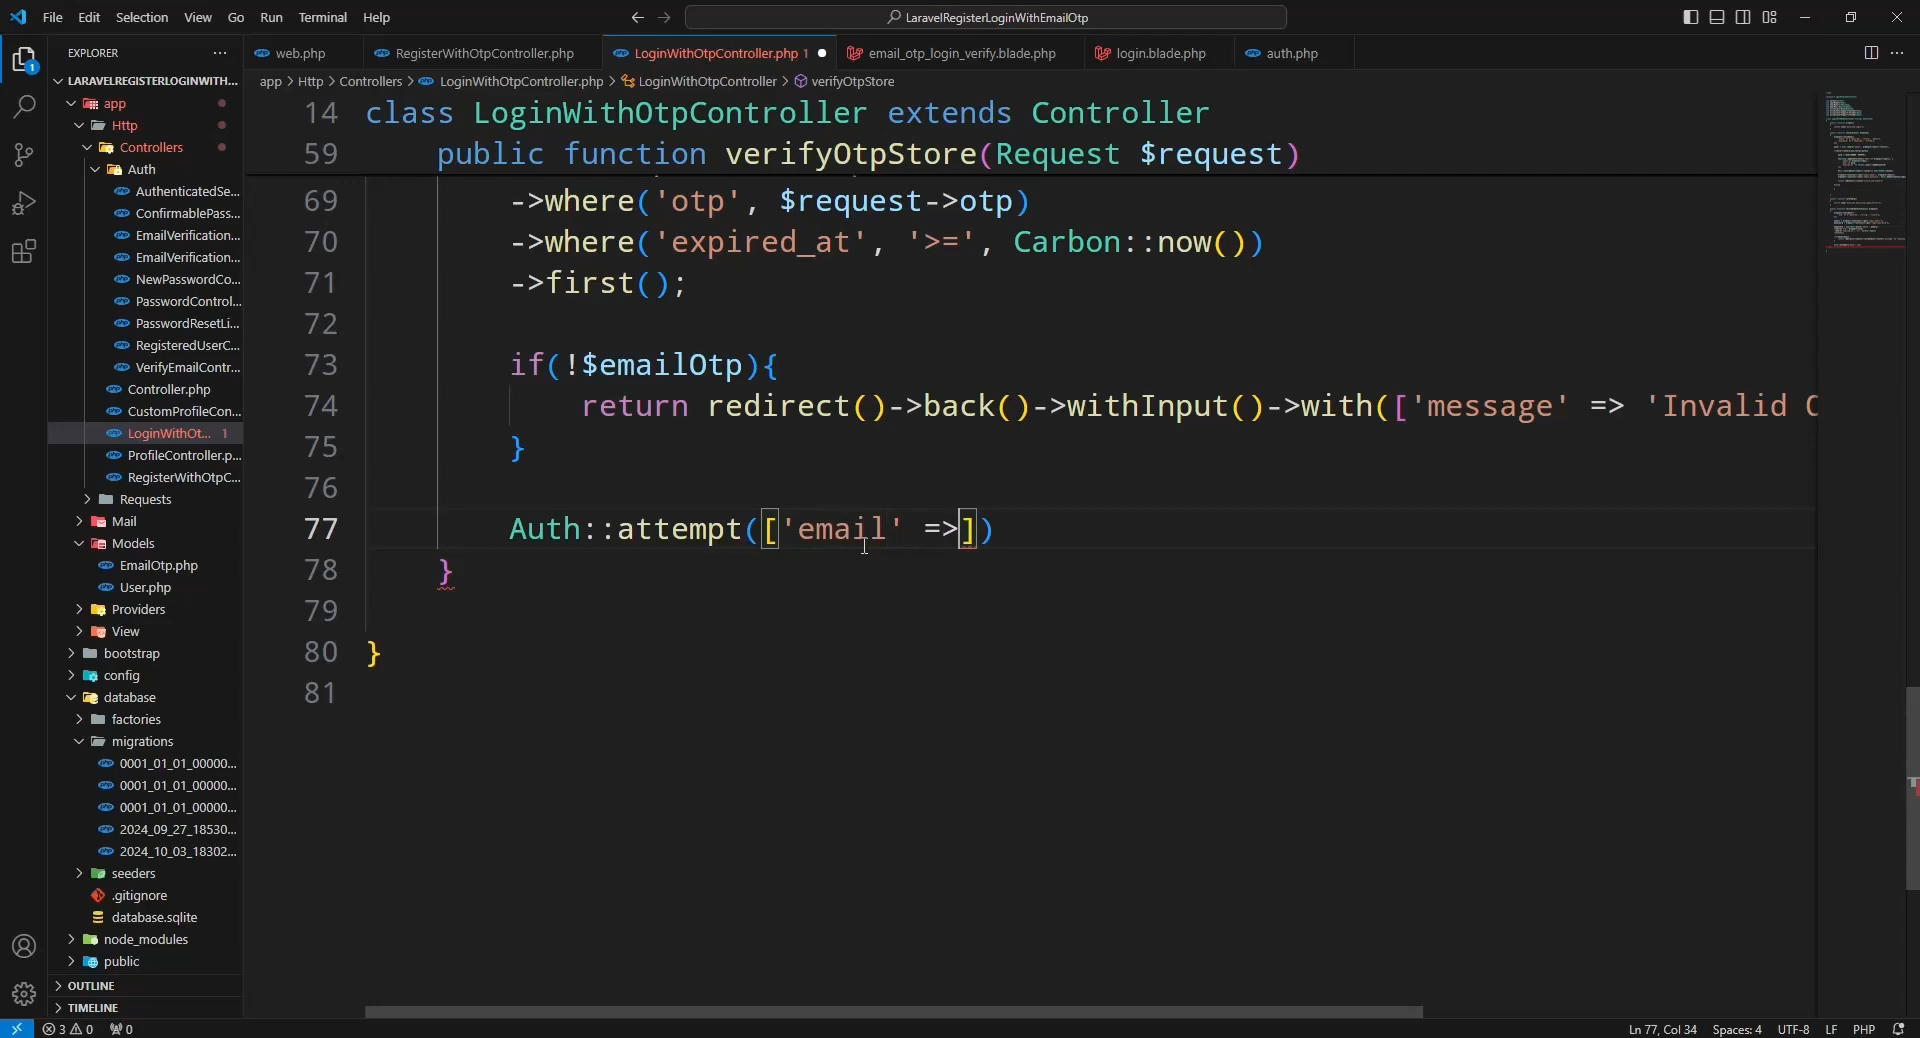 File Edit Selection View Go Run Terminal Help
LaravelRegisterLoginWithEmailOtp
EXPLORER
web.php
RegisterWithOtpController.php
LoginWithOtpController.php 1
email_otp_login_verify.blade.php
login.blade.php
auth.php
LARAVELREGISTERLOGINWITH...
app > Http > Controllers > LoginWithOtpController.php > LoginWithOtpController > verifyOtpStore
app
Http
Controllers
Auth
AuthenticatedSe...
ConfirmablePass...
EmailVerification...
EmailVerification...
NewPasswordCo...
PasswordControl...
PasswordResetLi...
RegisteredUserC...
VerifyEmailContr...
Controller.php
CustomProfileCon...
LoginWithOt... 1
ProfileController.p...
RegisterWithOtpC...
Requests
Mail
Models
EmailOtp.php
User.php
Providers
View
bootstrap
config
database
factories
migrations
0001_01_01_00000...
0001_01_01_00000...
0001_01_01_00000...
2024_09_27_18530...
2024_10_03_18302...
seeders
.gitignore
database.sqlite
node_modules
public
OUTLINE
TIMELINE
14 class LoginWithOtpController extends Controller
59 public function verifyOtpStore(Request $request)
69 ->where('otp', $request->otp)
70 ->where('expired_at', '>=', Carbon::now())
71 ->first();
72
73 if(!$emailOtp){
74 return redirect()->back()->withInput()->with(['message' => 'Invalid
75 }
76
77 Auth::attempt(['email' =>])
78 }
79
80 }
81
1
3 0 0
Ln 77, Col 34 Spaces: 4 UTF-8 LF PHP